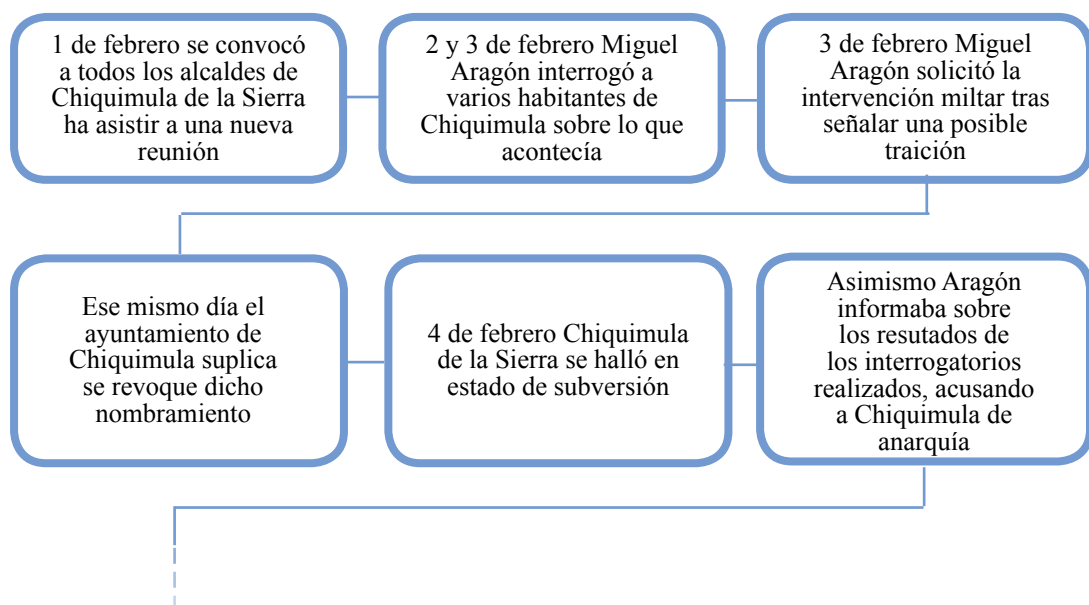 1 de febrero se convocó
a todos los alcaldes de
Chiquimula de la Sierra
ha asistir a una nueva
reunión
2 y 3 de febrero Miguel
Aragón interrogó a
varios habitantes de
Chiquimula sobre lo que
acontecía
3 de febrero Miguel
Aragón solicitó la
intervención miltar tras
señalar una posible
traición
Ese mismo día el
ayuntamiento de
Chiquimula suplica
se revoque dicho
nombramiento
4 de febrero Chiquimula
de la Sierra se halló en
estado de subversión
Asimismo Aragón
informaba sobre
los resutados de
los interrogatorios
realizados, acusando
a Chiquimula de
anarquía